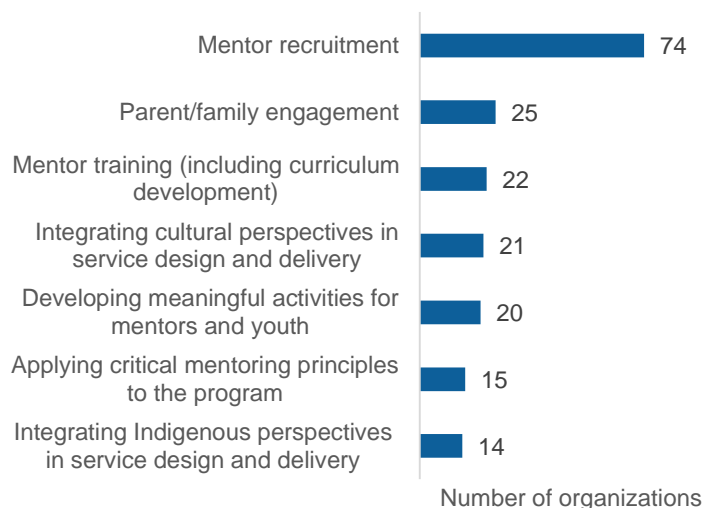 Mentor recruitment 74
Parent/family engagement 25
Mentor training (including curriculum
development) 22
Integrating cultural perspectives in
service design and delivery 21
Developing meaningful activities for
mentors and youth 20
Applying critical mentoring principles
to the program 15
Integrating Indigenous perspectives
in service design and delivery 14
Number of organizations